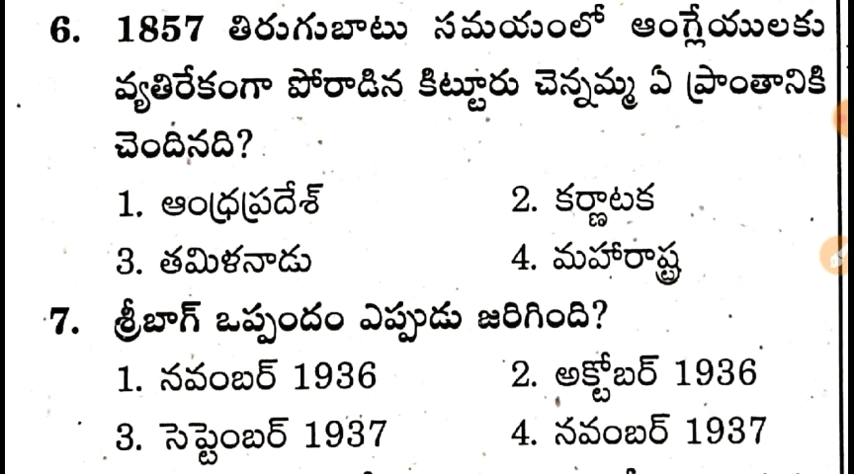 6. 1857 తిరుగుబాటు సమయంలో ఆంగ్లేయులకు
వ్యతిరేకంగా పోరాడిన కిట్టూరు చెన్నమ్మ ఏ ప్రాంతానికి
చెందినది?
1. ఆంధ్రప్రదేశ్ 2. కర్ణాటక
3. తమిళనాడు 4. మహారాష్ట్ర
7. శ్రీబాగ్ ఒప్పందం ఎప్పుడు జరిగింది?
1. నవంబర్ 1936 2. అక్టోబర్ 1936
3. సెప్టెంబర్ 1937 4. నవంబర్ 1937